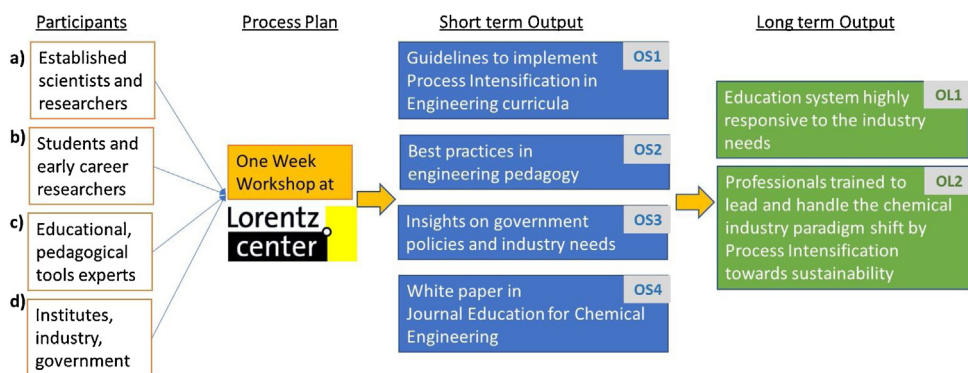 Participants
Process Plan
Short term Output
Long term Output
a)
Established
scientists and
researchers
b)
Students and
early career
researchers
c)
Educational,
pedagogical
tools experts
d)
Institutes,
industry,
government
One Week
Workshop at
Lorentz
center
OS1
Guidelines to implement
Process Intensification in
Engineering curricula
OS2
Best practices in
engineering pedagogy
OS3
Insights on government
policies and industry needs
OS4
White paper in
Journal Education for Chemical
Engineering
OL1
Education system highly
responsive to the industry
needs
OL2
Professionals trained to
lead and handle the chemical
industry paradigm shift by
Process Intensification
towards sustainability